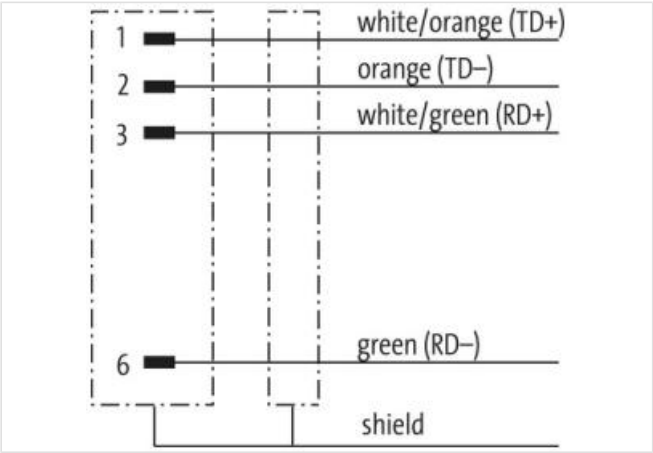 1 white/orange (TD+)
2 orange (TD–)
3 white/green (RD+)
6 green (RD–)
shield